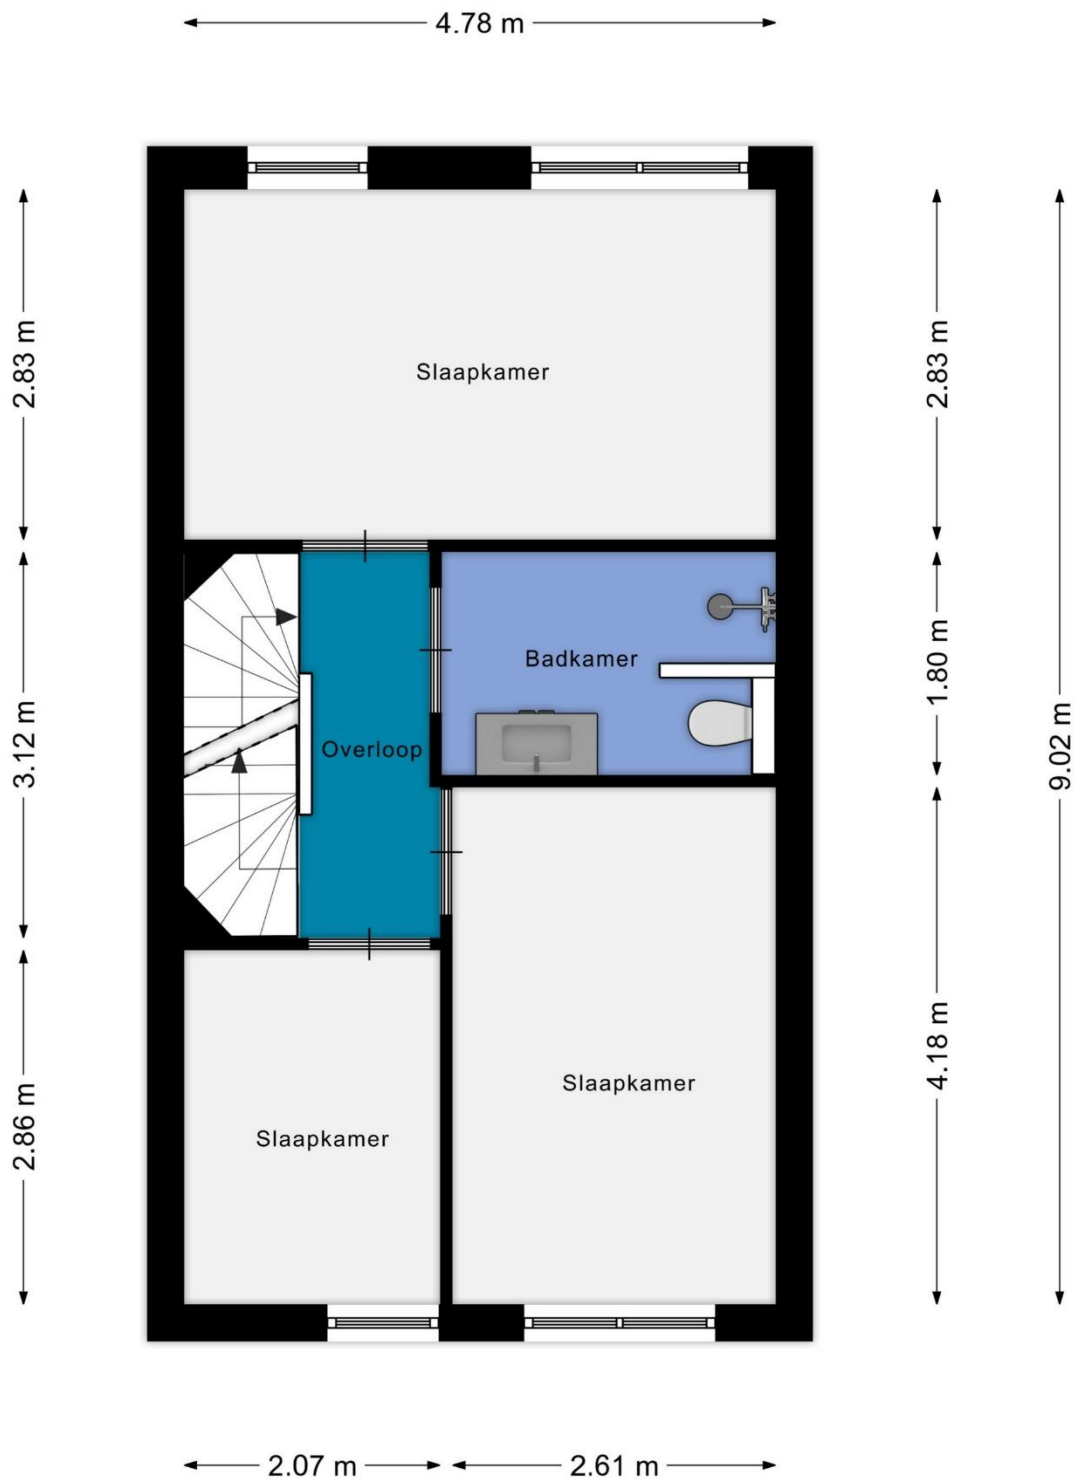 4.78 m
2.83 m
2.83 m
Slaapkamer
Badkamer
1.80 m
3.12 m
Overloop
9.02 m
4.18 m
Slaapkamer
2.86 m
Slaapkamer
2.07 m
2.61 m